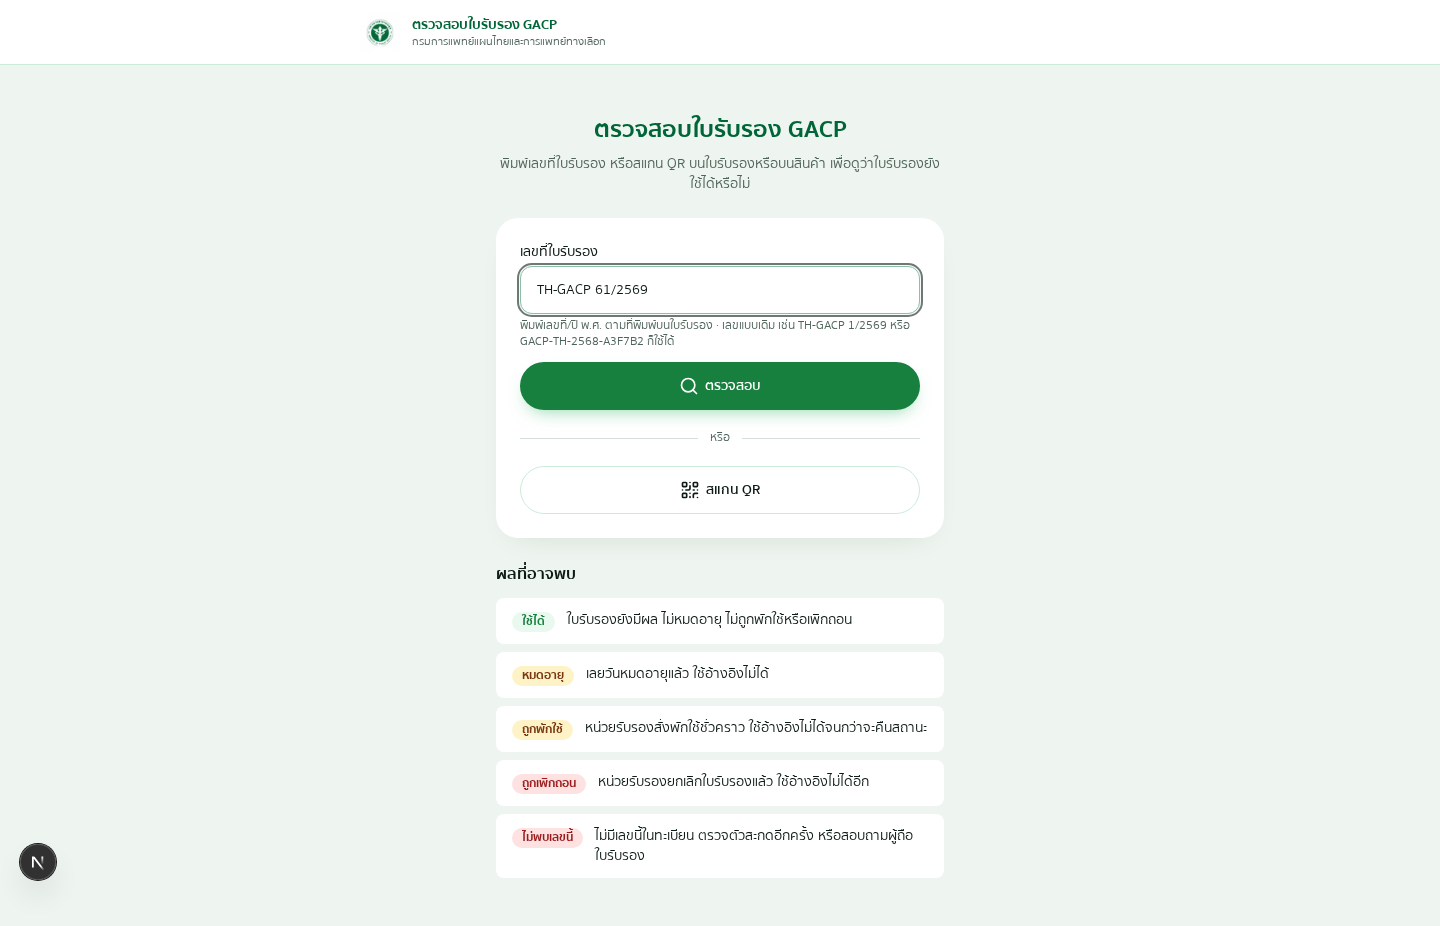 ตรวจสอบใบรับรอง GACP
กรมการแพทย์แผนไทยและการแพทย์ทางเลือก
ตรวจสอบใบรับรอง GACP
พิมพ์เลขที่ใบรับรอง หรือสแกน QR บนใบรับรองหรือบนสินค้า เพื่อดูว่าใบรับรองยัง
ใช้ได้หรือไม่
เลขที่ใบรับรอง
TH-GACP 61/2569
พิมพ์เลขที่/ปี พ.ศ. ตามที่พิมพ์บนใบรับรอง · เลขแบบเดิม เช่น TH-GACP 1/2569 หรือ
GACP-TH-2568-A3F7B2 ก็ใช้ได้
ตรวจสอบ
หรือ
สแกน QR
ผลที่อาจพบ
ใช้ได้ ใบรับรองยังมีผล ไม่หมดอายุ ไม่ถูกพักใช้หรือเพิกถอน
หมดอายุ เลยวันหมดอายุแล้ว ใช้อ้างอิงไม่ได้
ถูกพักใช้ หน่วยรับรองสั่งพักใช้ชั่วคราว ใช้อ้างอิงไม่ได้จนกว่าจะคืนสถานะ
ถูกเพิกถอน หน่วยรับรองยกเลิกใบรับรองแล้ว ใช้อ้างอิงไม่ได้อีก
ไม่พบเลขนี้ ไม่มีเลขนี้ในทะเบียน ตรวจตัวสะกดอีกครั้ง หรือสอบถามผู้ถือ
ใบรับรอง